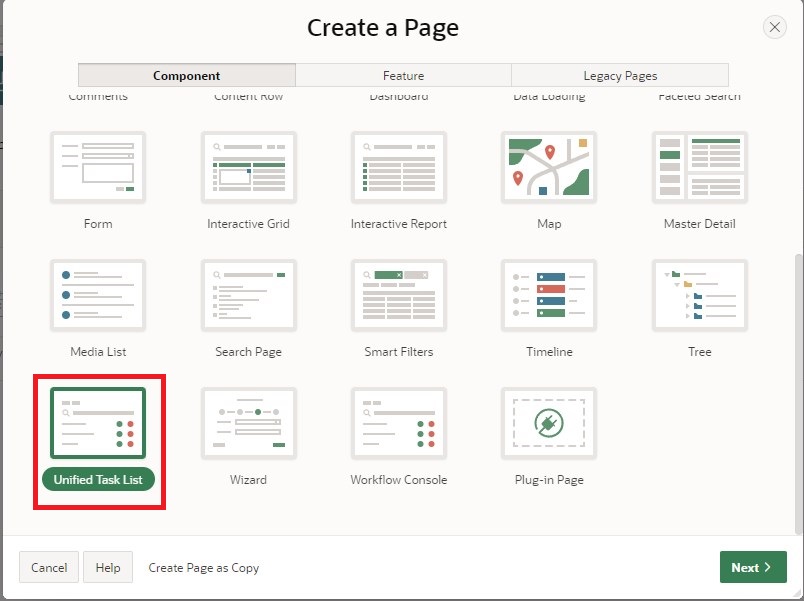 Create a Page
Component
Feature
Legacy Pages
Comments
Content Row
Dashboard
Data Loading
Faceted Search
Form
Interactive Grid
Interactive Report
Map
Master Detail
Media List
Search Page
Smart Filters
Timeline
Tree
Unified Task List
Wizard
Workflow Console
Plug-in Page
Cancel
Help
Create Page as Copy
Next